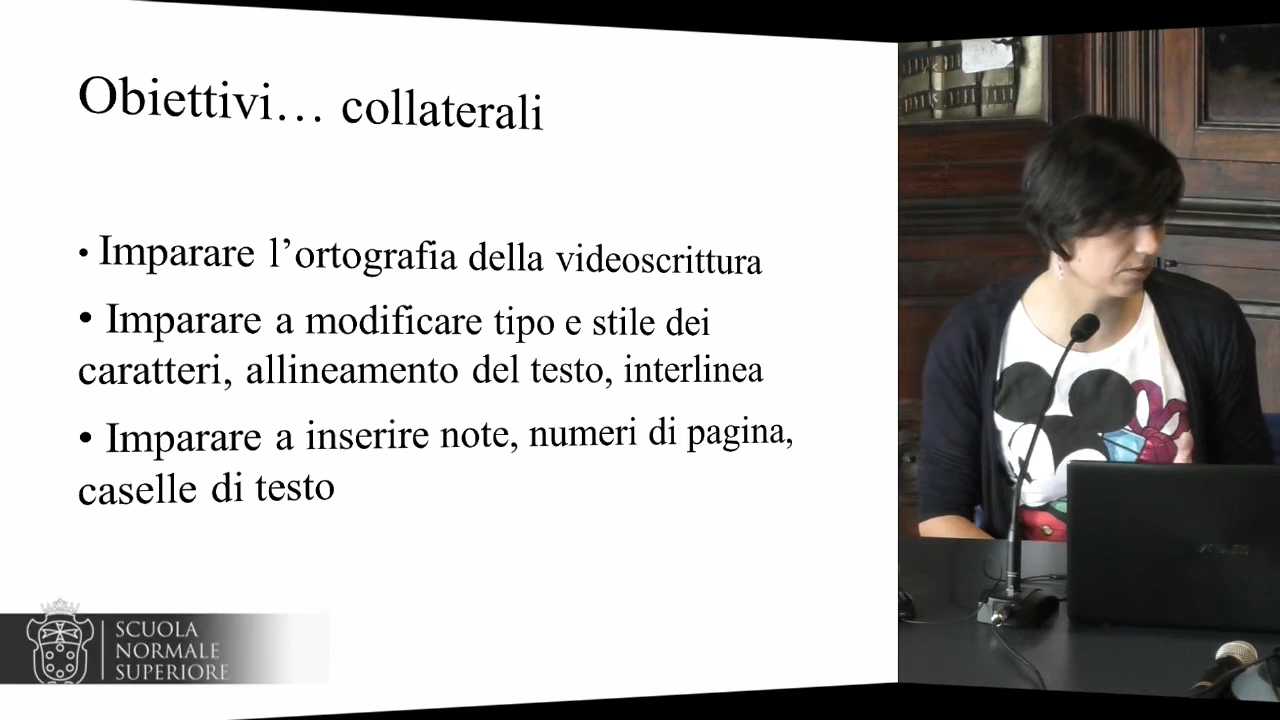 Obiettivi… collaterali
• Imparare l’ortografia della videoscrittura
• Imparare a modificare tipo e stile dei
caratteri, allineamento del testo, interlinea
• Imparare a inserire note, numeri di pagina,
caselle di testo
SCUOLA
NORMALE
SUPERIORE
ASUS